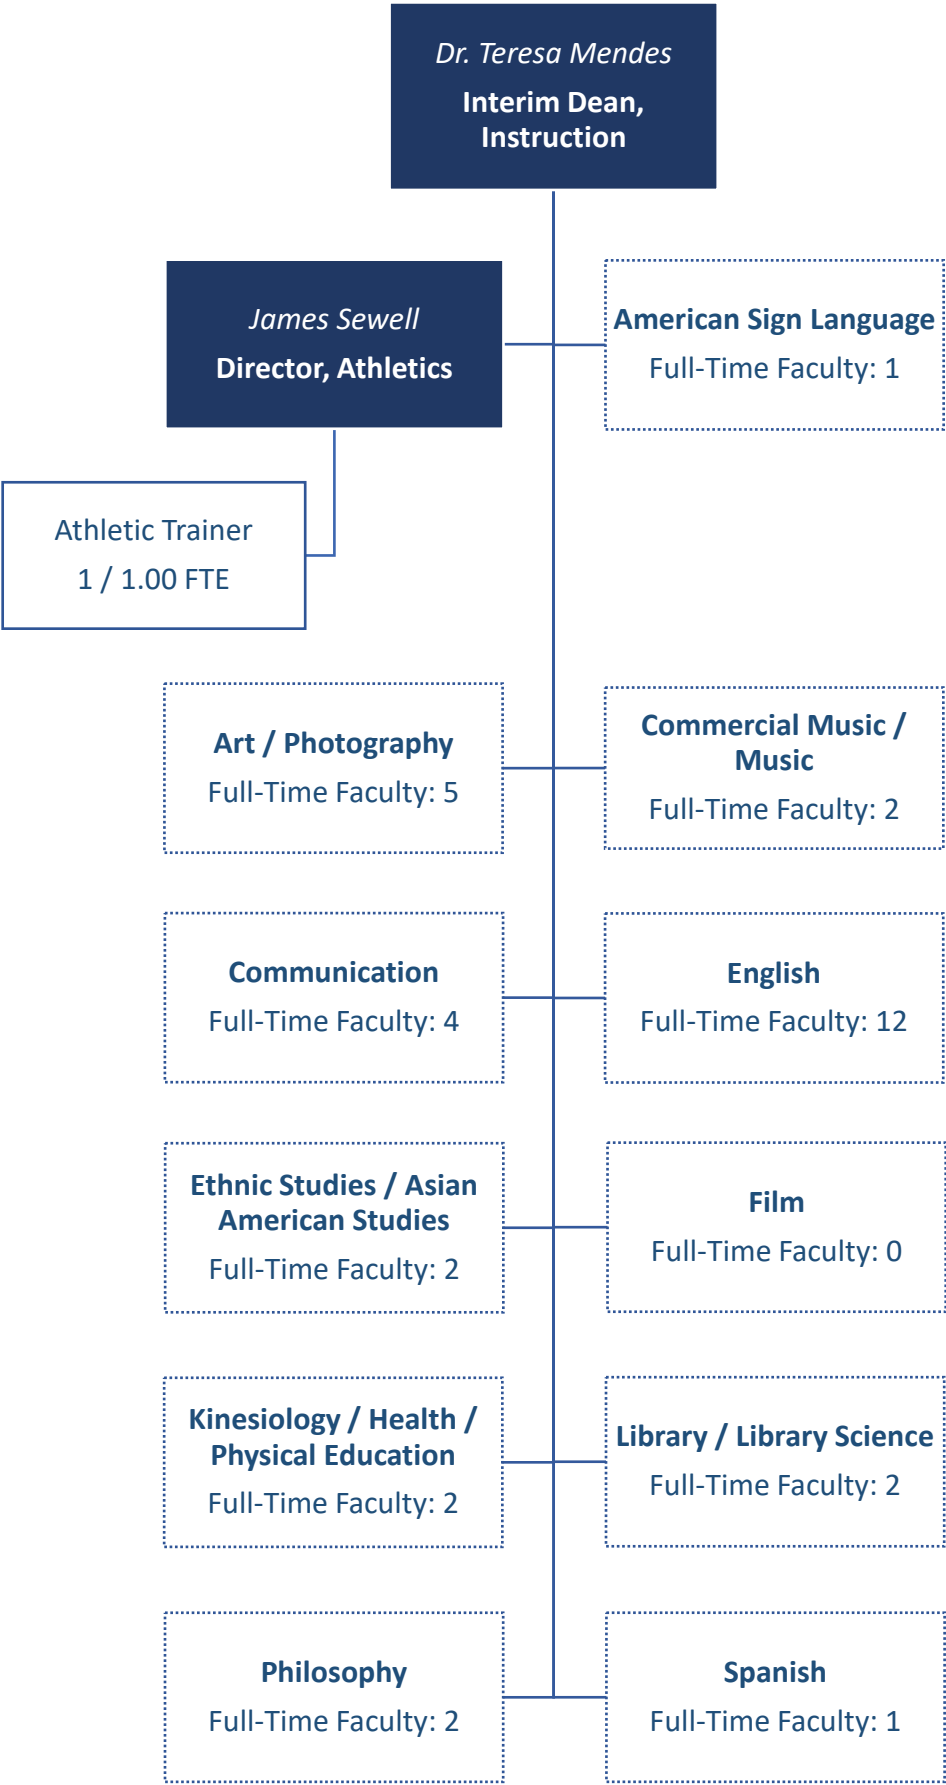 Dr. Teresa Mendes
Interim Dean,
Instruction
James Sewell
Director, Athletics
American Sign Language
Full-Time Faculty: 1
Athletic Trainer
1 / 1.00 FTE
Art / Photography
Full-Time Faculty: 5
Commercial Music /
Music
Full-Time Faculty: 2
Communication
Full-Time Faculty: 4
English
Full-Time Faculty: 12
Ethnic Studies / Asian
American Studies
Full-Time Faculty: 2
Film
Full-Time Faculty: 0
Kinesiology / Health /
Physical Education
Full-Time Faculty: 2
Library / Library Science
Full-Time Faculty: 2
Philosophy
Full-Time Faculty: 2
Spanish
Full-Time Faculty: 1